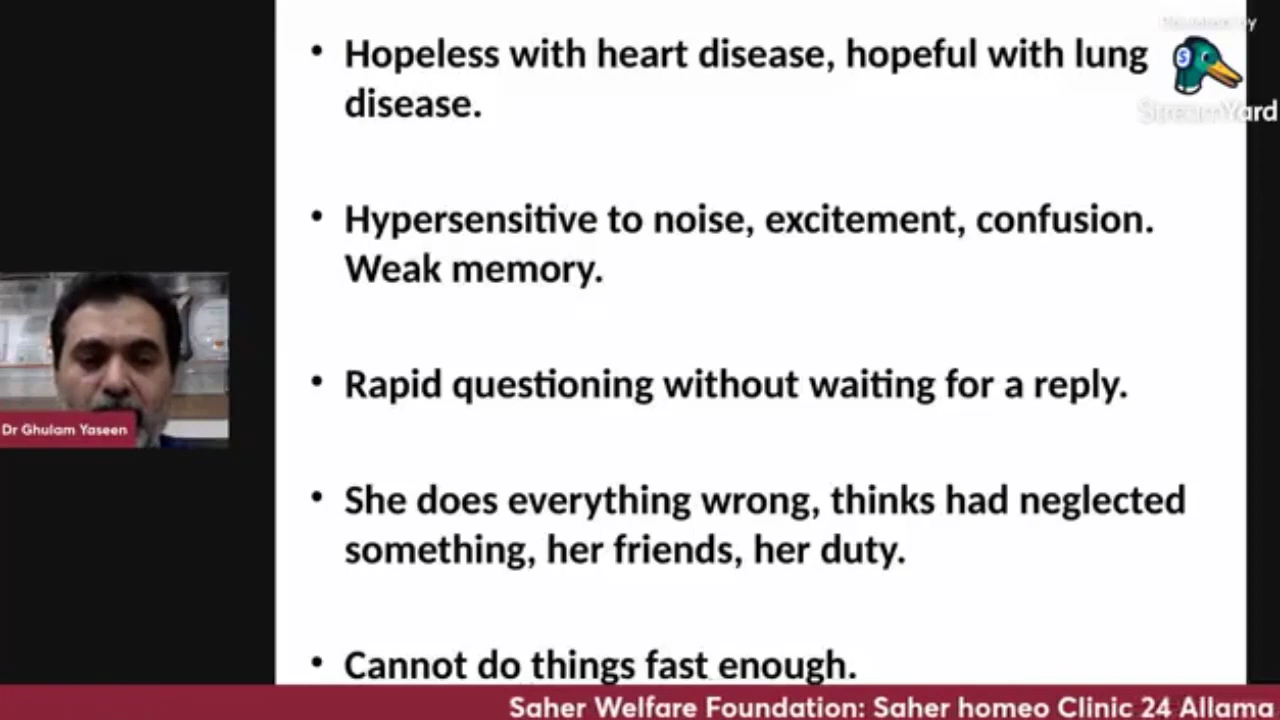 • Hopeless with heart disease, hopeful with lung
disease.
• Hypersensitive to noise, excitement, confusion.
Weak memory.
• Rapid questioning without waiting for a reply.
• She does everything wrong, thinks had neglected
something, her friends, her duty.
• Cannot do things fast enough.
Powered by
StreamYard
Dr Ghulam Yaseen
Saher Welfare Foundation: Saher homeo Clinic 24 Allama